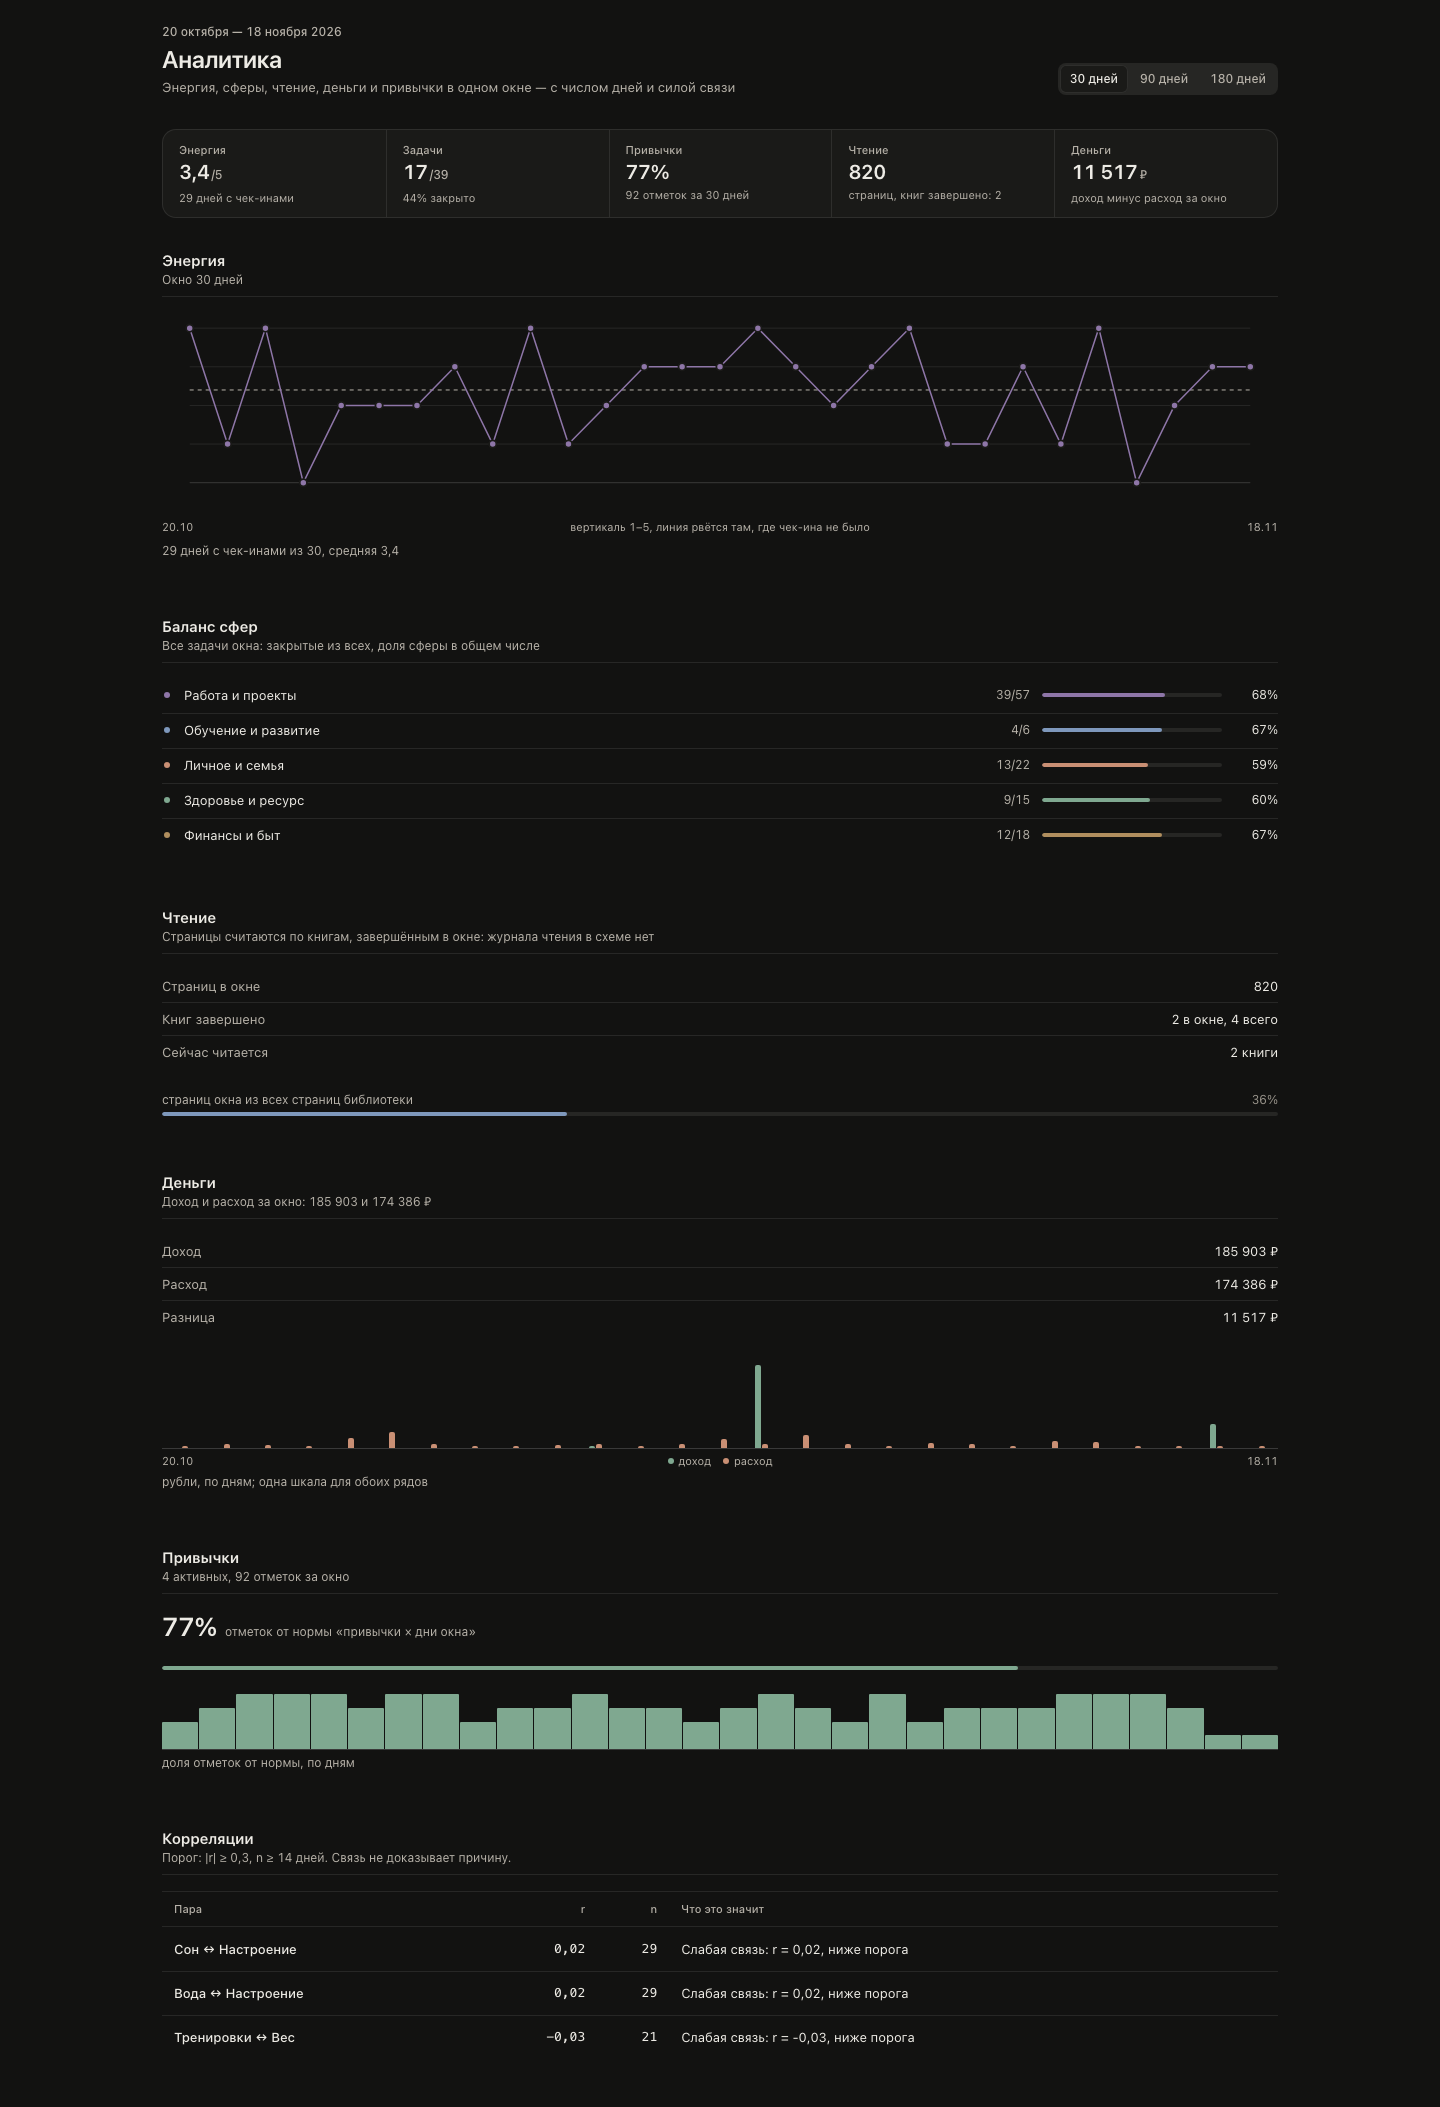 20 октября — 18 ноября 2026
Аналитика
Энергия, сферы, чтение, деньги и привычки в одном окне — с числом дней и силой связи
30 дней 90 дней 180 дней
Энергия
3,4/5
29 дней с чек-инами
Задачи
17/39
44% закрыто
Привычки
77%
92 отметок за 30 дней
Чтение
820
страниц, книг завершено: 2
Деньги
11 517 ₽
доход минус расход за окно
Энергия
Окно 30 дней
20.10 вертикаль 1–5, линия рвётся там, где чек-ина не было 18.11
29 дней с чек-инами из 30, средняя 3,4
Баланс сфер
Все задачи окна: закрытые из всех, доля сферы в общем числе
Работа и проекты 39/57 68%
Обучение и развитие 4/6 67%
Личное и семья 13/22 59%
Здоровье и ресурс 9/15 60%
Финансы и быт 12/18 67%
Чтение
Страницы считаются по книгам, завершённым в окне: журнала чтения в схеме нет
Страниц в окне 820
Книг завершено 2 в окне, 4 всего
Сейчас читается 2 книги
страниц окна из всех страниц библиотеки 36%
Деньги
Доход и расход за окно: 185 903 и 174 386 ₽
Доход 185 903 ₽
Расход 174 386 ₽
Разница 11 517 ₽
20.10 доход расход 18.11
рубли, по дням; одна шкала для обоих рядов
Привычки
4 активных, 92 отметок за окно
77% отметок от нормы «привычки × дни окна»
доля отметок от нормы, по дням
Корреляции
Порог: |r| ≥ 0,3, n ≥ 14 дней. Связь не доказывает причину.
Пара r n Что это значит
Сон ↔ Настроение 0,02 29 Слабая связь: r = 0,02, ниже порога
Вода ↔ Настроение 0,02 29 Слабая связь: r = 0,02, ниже порога
Тренировки ↔ Вес −0,03 21 Слабая связь: r = -0,03, ниже порога